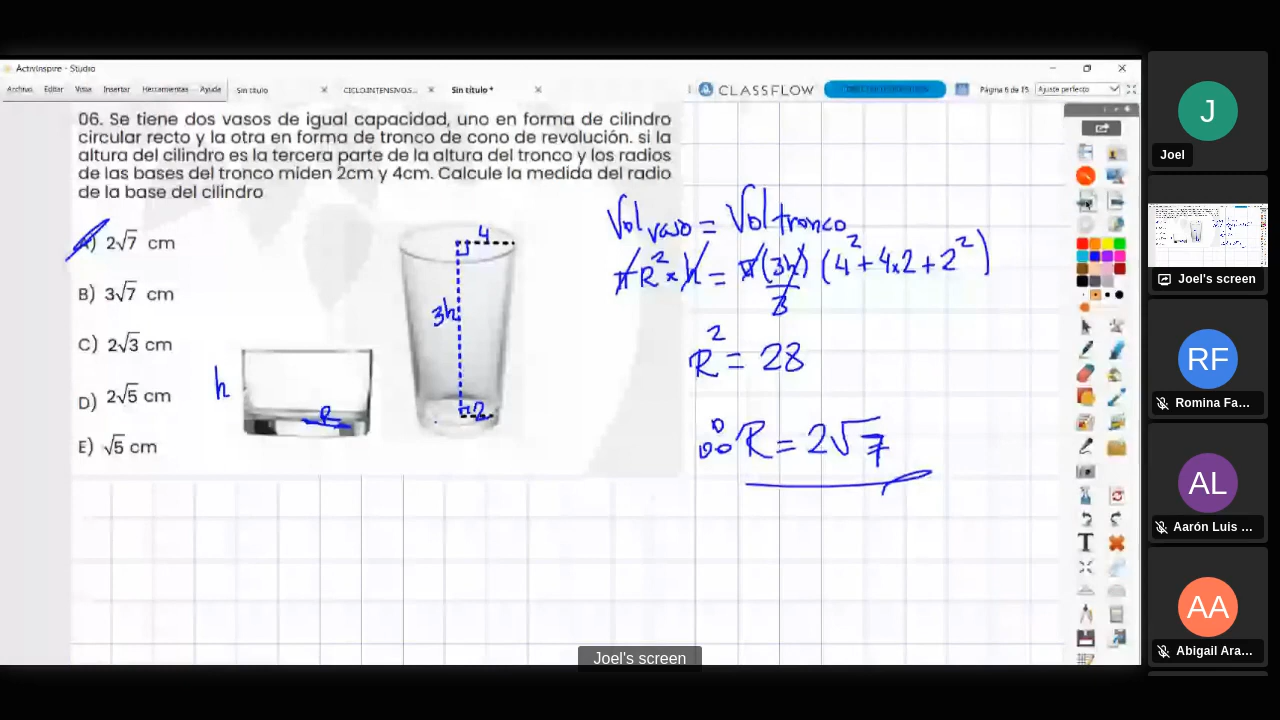 ActivInspire - Studio
Archivo Editar Vista Insertar Herramientas Ayuda
Sin título
CICLO.INTENSIVO.S...
Sin título *
CLASSFLOW
Página 6 de 15
Ajuste perfecto
06. Se tiene dos vasos de igual capacidad, uno en forma de cilindro
circular recto y la otra en forma de tronco de cono de revolución. si la
altura del cilindro es la tercera parte de la altura del tronco y los radios
de las bases del tronco miden 2cm y 4cm. Calcule la medida del radio
de la base del cilindro
A) 2√7 cm
B) 3√7 cm
C) 2√3 cm
D) 2√5 cm
E) √5 cm
h
R
4
3h
2
Vol vaso = Vol tronco
πR² × h = π(3h)/3 (4² + 4x2 + 2²)
R² = 28
∴ R = 2√7
T
Joel's screen
J
Joel
Joel's screen
RF
Romina Fa...
AL
Aarón Luis ...
AA
Abigail Ara...